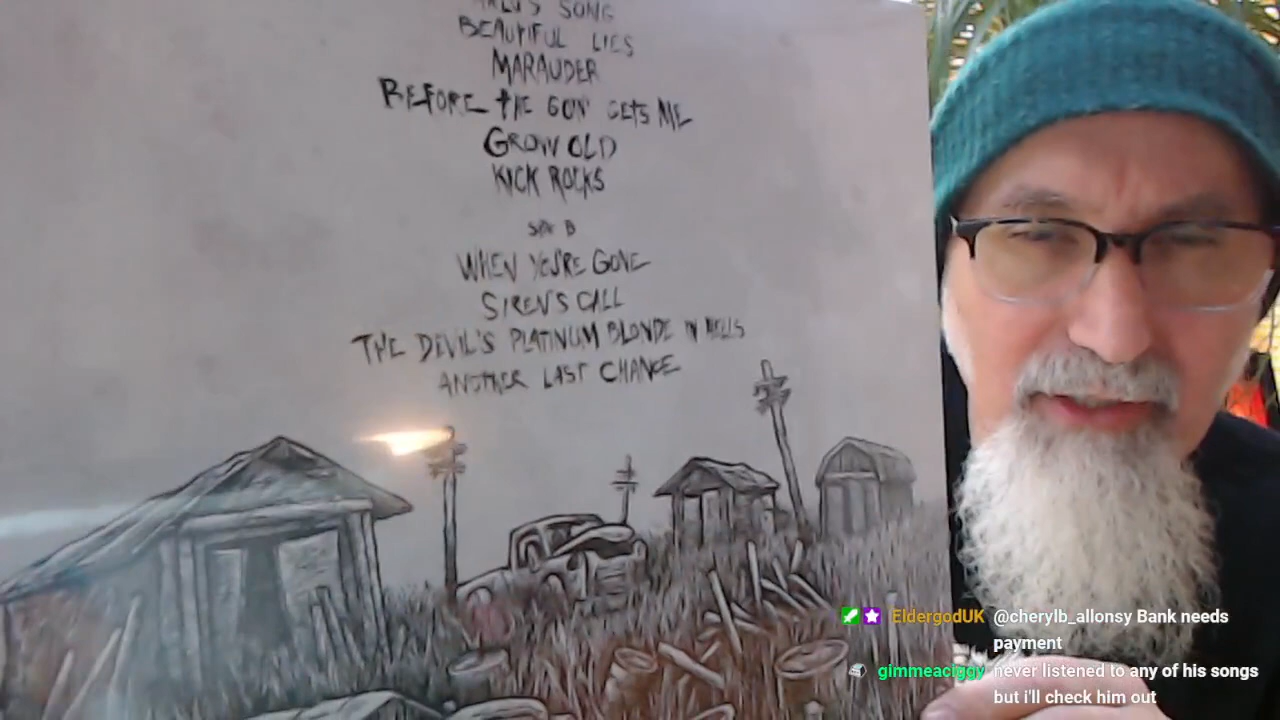 SONG
BEAUTIFUL LIES
MARAUDER
BEFORE THE GUN GETS ME
GROW OLD
KICK ROCKS
SIDE B
WHEN YOU'RE GONE
SIREN'S CALL
THE DEVIL'S PLATINUM BLONDE IN HEELS
ANOTHER LAST CHANCE
EldergodUK @cherylb_allonsy Bank needs
payment
gimmeaciggy never listened to any of his songs
but i'll check him out